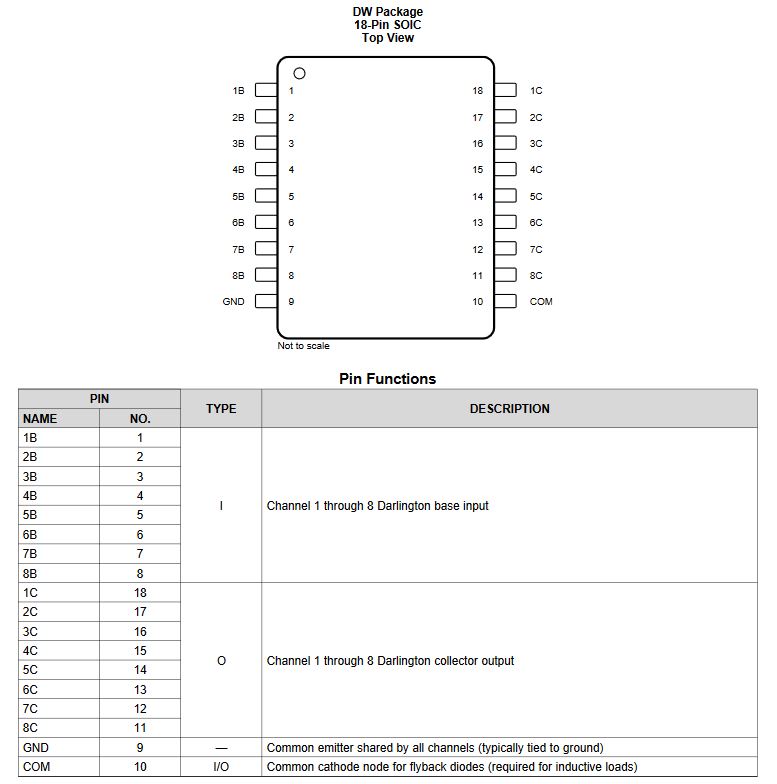 DW Package
18-Pin SOIC
Top View
1B 1 18 1C
2B 2 17 2C
3B 3 16 3C
4B 4 15 4C
5B 5 14 5C
6B 6 13 6C
7B 7 12 7C
8B 8 11 8C
GND 9 10 COM
Not to scale
Pin Functions
PIN TYPE DESCRIPTION
NAME NO.
1B 1
2B 2
3B 3
4B 4
I Channel 1 through 8 Darlington base input
5B 5
6B 6
7B 7
8B 8
1C 18
2C 17
3C 16
4C 15
O Channel 1 through 8 Darlington collector output
5C 14
6C 13
7C 12
8C 11
GND 9 — Common emitter shared by all channels (typically tied to ground)
COM 10 I/O Common cathode node for flyback diodes (required for inductive loads)